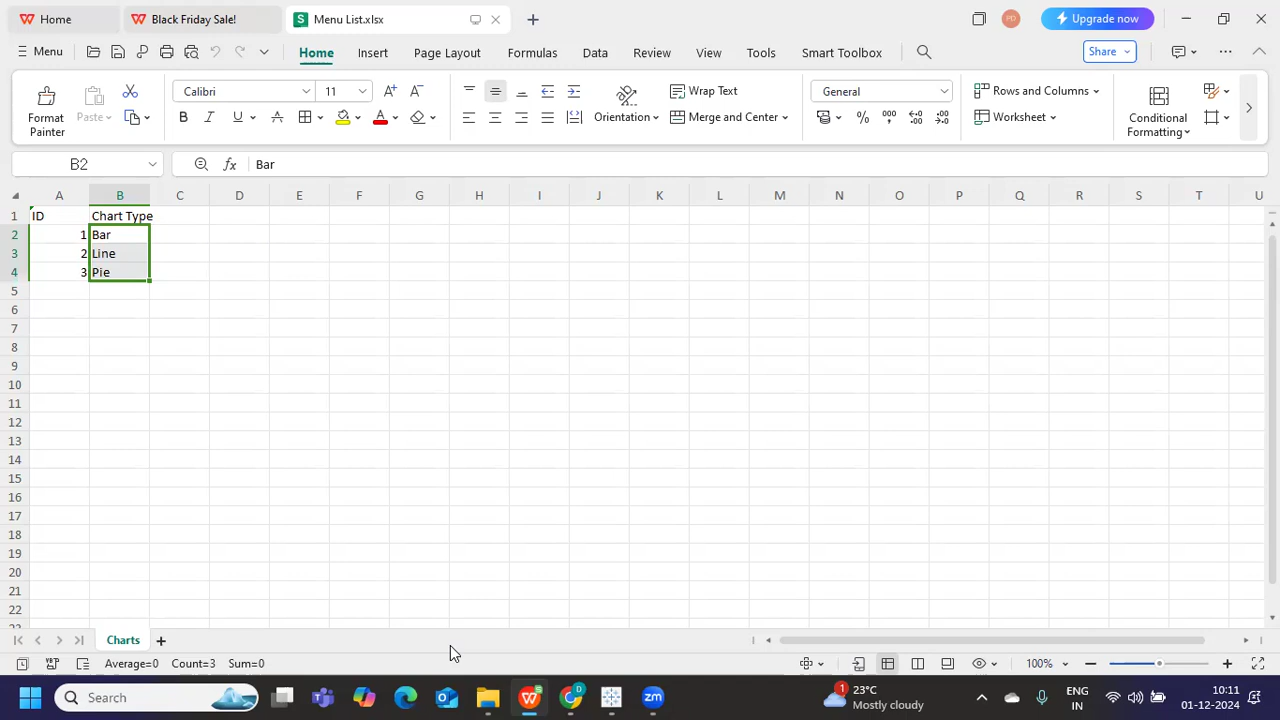 Home
Black Friday Sale!
Menu List.xlsx
PD
Upgrade now
Menu
Home
Insert
Page Layout
Formulas
Data
Review
View
Tools
Smart Toolbox
Share
Format
Painter
Paste
Calibri
11
Wrap Text
Orientation
Merge and Center
General
Rows and Columns
Worksheet
Conditional
Formatting
B2
Bar
A B C D E F G H I J K L M N O P Q R S T U
1 ID Chart Type
2 1 Bar
3 2 Line
4 3 Pie
5
6
7
8
9
10
11
12
13
14
15
16
17
18
19
20
21
22
23
Charts
Average=0 Count=3 Sum=0
100%
Search
1
23°C
Mostly cloudy
ENG
IN
10:11
01-12-2024